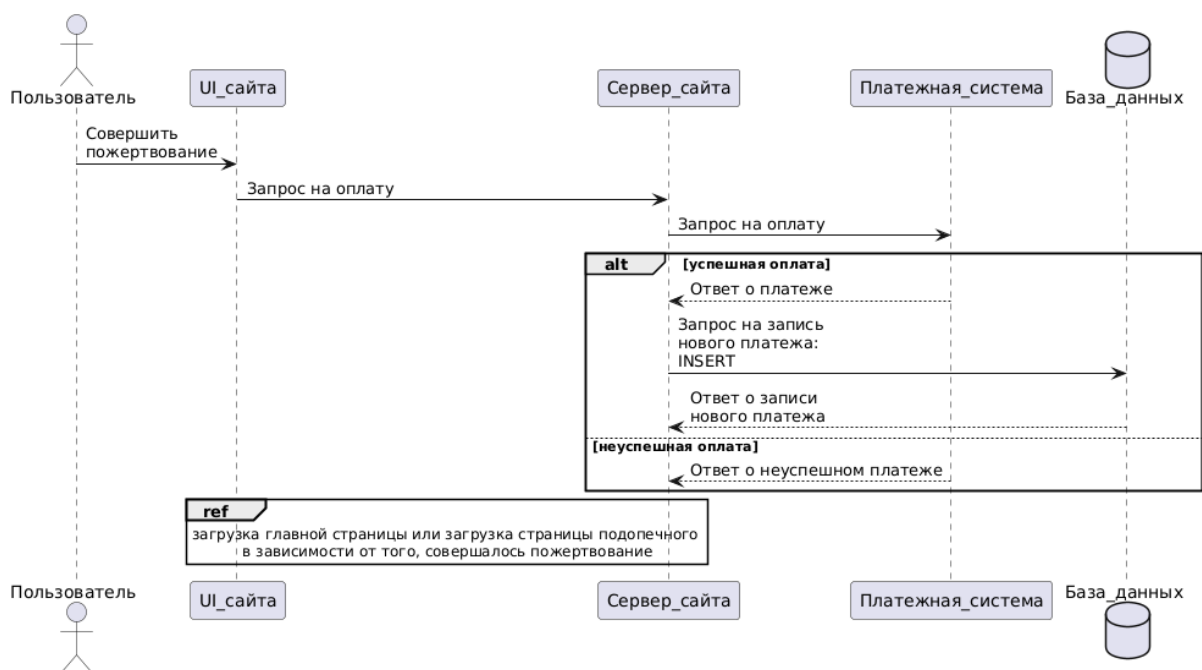 Пользователь
UI_сайта
Сервер_сайта
Платежная_система
База_данных
Совершить
пожертвование
Запрос на оплату
Запрос на оплату
alt
[успешная оплата]
Ответ о платеже
Запрос на запись
нового платежа:
INSERT
Ответ о записи
нового платежа
[неуспешная оплата]
Ответ о неуспешном платеже
ref
загрузка главной страницы или загрузка страницы подопечного
в зависимости от того, совершалось пожертвование
Пользователь
UI_сайта
Сервер_сайта
Платежная_система
База_данных